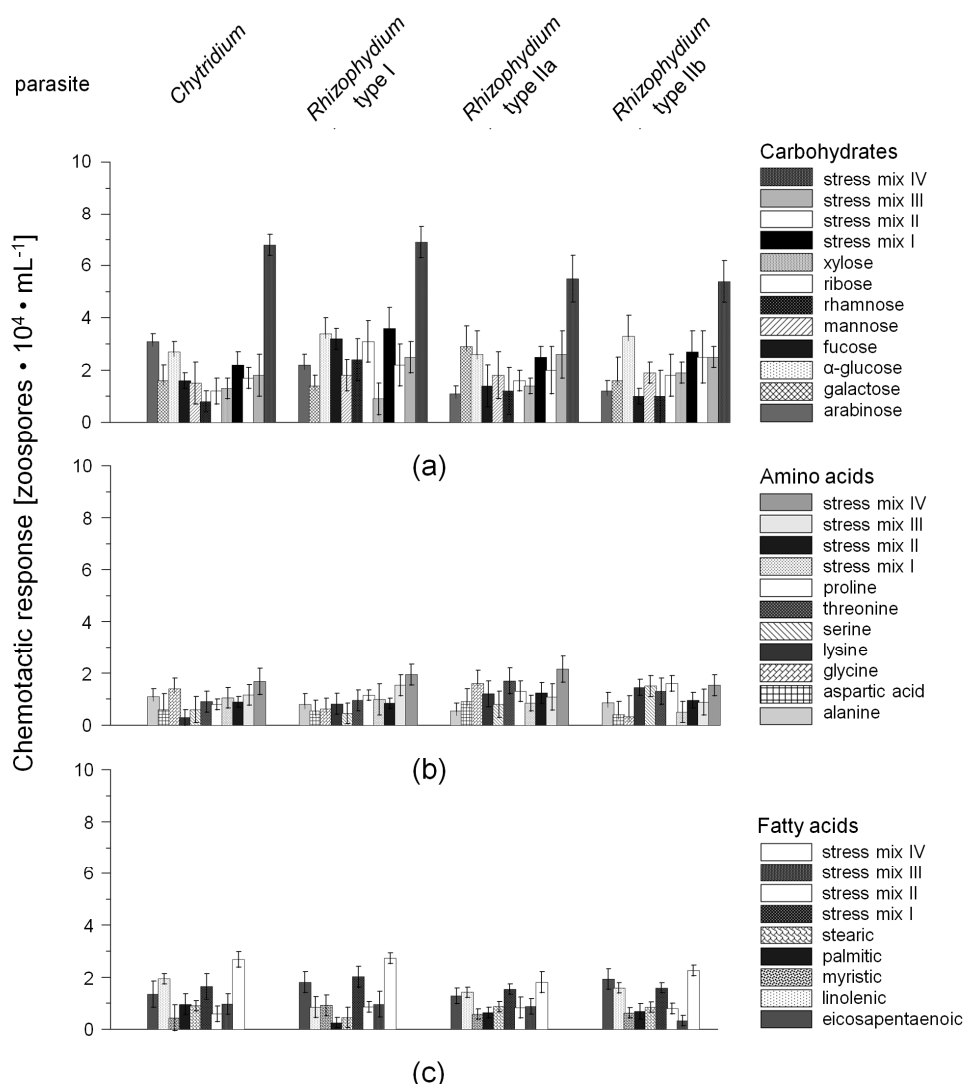 parasite
Chytridium
Rhizophydium
type I
Rhizophydium
type IIa
Rhizophydium
type IIb
Chemotactic response [zoospores • 10⁴ • mL⁻¹]
10
8
6
4
2
0
(a)
Carbohydrates
stress mix IV
stress mix III
stress mix II
stress mix I
xylose
ribose
rhamnose
mannose
fucose
α-glucose
galactose
arabinose
10
8
6
4
2
0
(b)
Amino acids
stress mix IV
stress mix III
stress mix II
stress mix I
proline
threonine
serine
lysine
glycine
aspartic acid
alanine
10
8
6
4
2
0
(c)
Fatty acids
stress mix IV
stress mix III
stress mix II
stress mix I
stearic
palmitic
myristic
linolenic
eicosapentaenoic